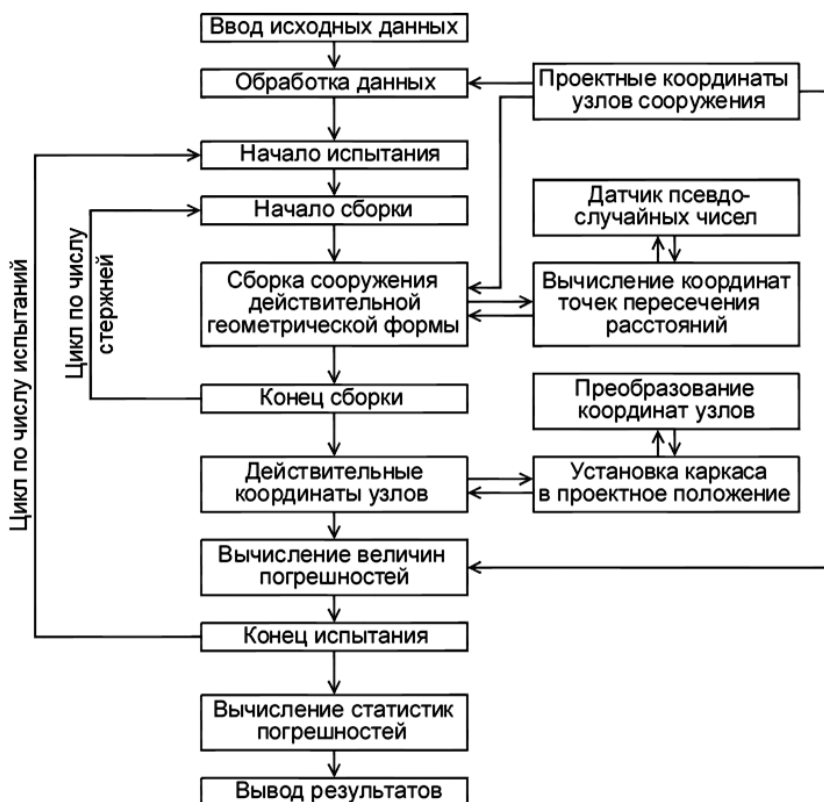 Ввод исходных данных
Обработка данных
Проектные координаты
узлов сооружения
Начало испытания
Начало сборки
Датчик псевдо-
случайных чисел
Сборка сооружения
действительной
геометрической формы
Вычисление координат
точек пересечения
расстояний
Цикл по числу испытаний
Цикл по числу
стержней
Конец сборки
Преобразование
координат узлов
Действительные
координаты узлов
Установка каркаса
в проектное положение
Вычисление величин
погрешностей
Конец испытания
Вычисление статистик
погрешностей
Вывод результатов